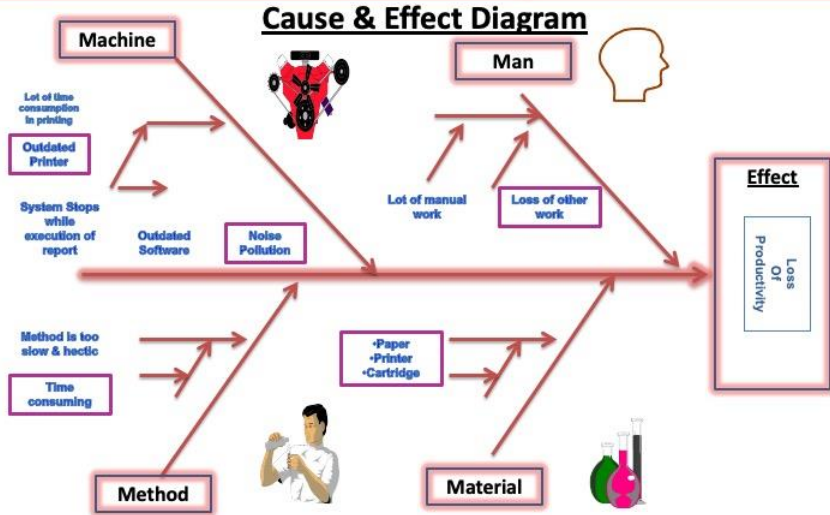 Cause & Effect Diagram
Machine
Man
Lot of time
consumption
in printing
Outdated
Printer
System Stops
while
execution of
report
Outdated
Software
Noise
Pollution
Lot of manual
work
Loss of other
work
Effect
Loss
Of
Productivity
Method is too
slow & hectic
Time
consuming
•Paper
•Printer
•Cartridge
Method
Material